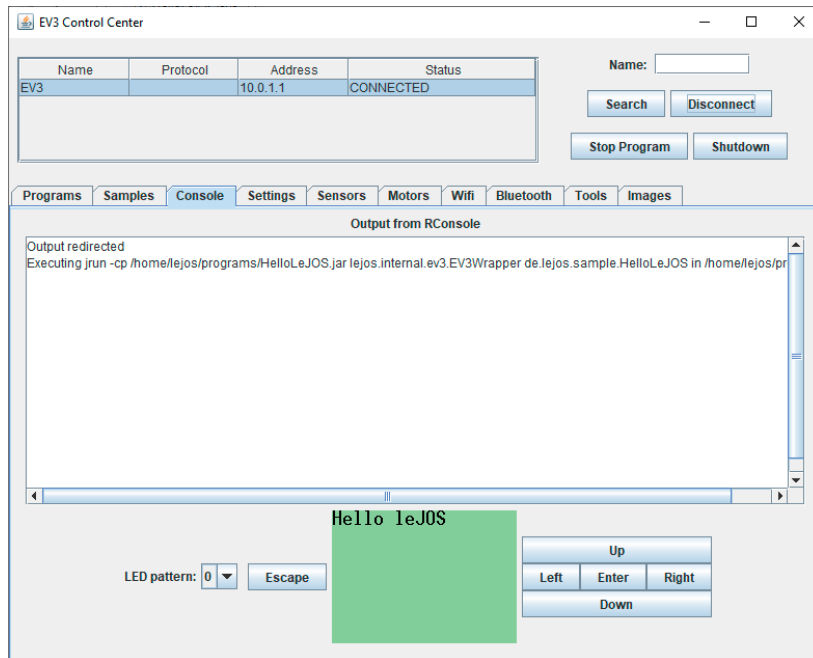 EV3 Control Center
Name Protocol Address Status
EV3 10.0.1.1 CONNECTED
Name:
Search Disconnect
Stop Program Shutdown
Programs Samples Console Settings Sensors Motors Wifi Bluetooth Tools Images
Output from RConsole
Output redirected
Executing jrun -cp /home/lejos/programs/HelloLeJOS.jar lejos.internal.ev3.EV3Wrapper de.lejos.sample.HelloLeJOS in /home/lejos/pr
Hello leJOS
LED pattern: 0 Escape
Up
Left Enter Right
Down